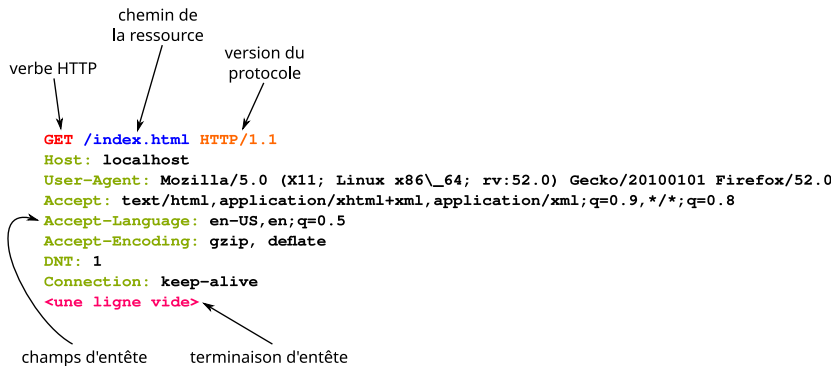 chemin de
la ressource
version du
protocole
verbe HTTP
GET /index.html HTTP/1.1
Host: localhost
User-Agent: Mozilla/5.0 (X11; Linux x86\_64; rv:52.0) Gecko/20100101 Firefox/52.0
Accept: text/html,application/xhtml+xml,application/xml;q=0.9,*/*;q=0.8
Accept-Language: en-US,en;q=0.5
Accept-Encoding: gzip, deflate
DNT: 1
Connection: keep-alive
<une ligne vide>
champs d'entête
terminaison d'entête